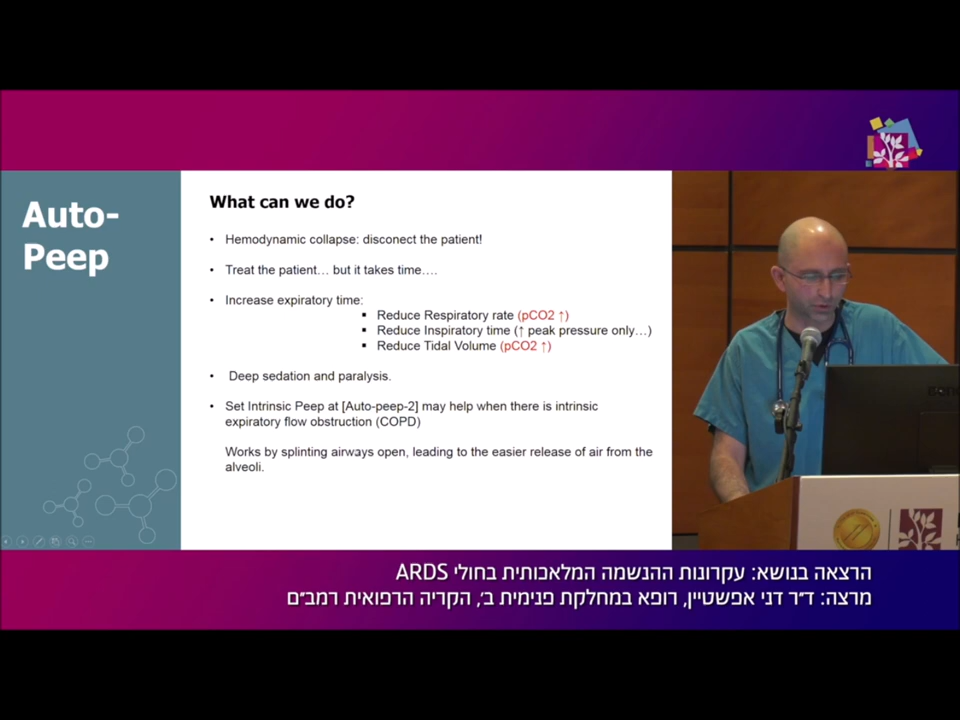 Auto-
Peep
What can we do?
• Hemodynamic collapse: disconect the patient!
• Treat the patient… but it takes time….
• Increase expiratory time:
▪ Reduce Respiratory rate (pCO2 ↑)
▪ Reduce Inspiratory time (↑ peak pressure only…)
▪ Reduce Tidal Volume (pCO2 ↑)
• Deep sedation and paralysis.
• Set Intrinsic Peep at [Auto-peep-2] may help when there is intrinsic
expiratory flow obstruction (COPD)
Works by splinting airways open, leading to the easier release of air from the
alveoli.
הרצאה בנושא: עקרונות ההנשמה המלאכותית בחולי ARDS
מרצה: ד״ר דני אפשטיין, רופא במחלקת פנימית ב׳, הקריה הרפואית רמב״ם